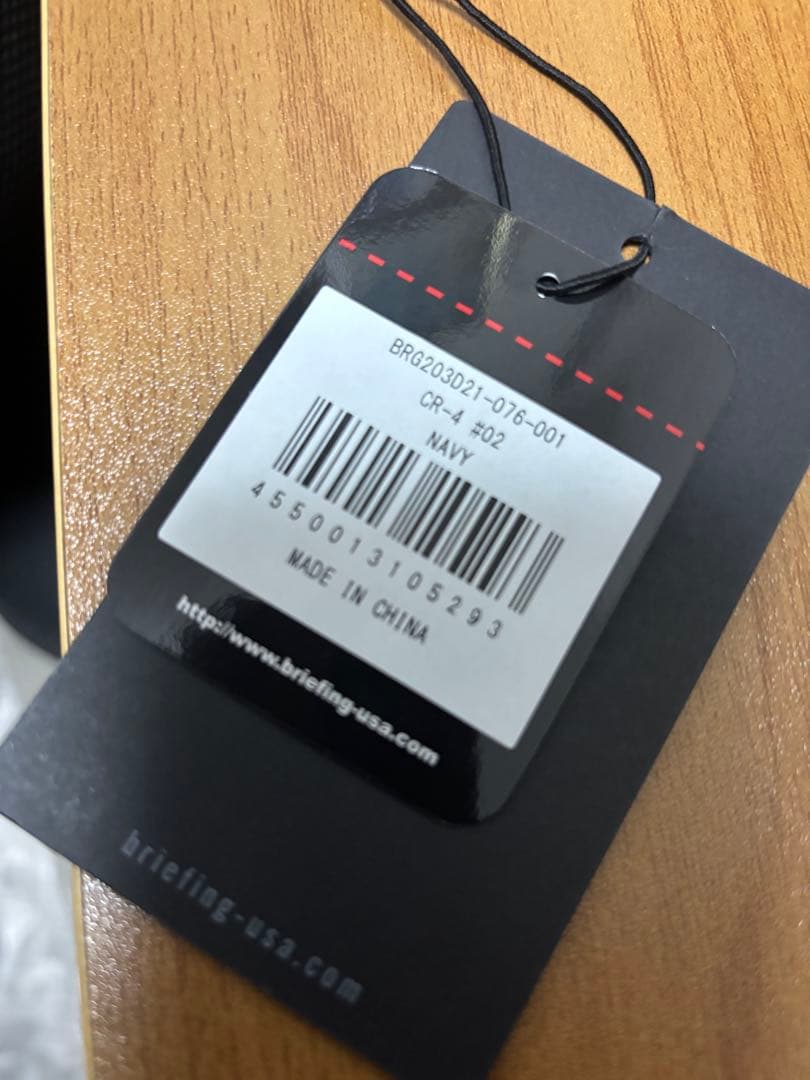 BRG203D21-076-001
CR-4 #02
NAVY
4550013105293
MADE IN CHINA
http://www.briefing-usa.com
briefing-usa.com